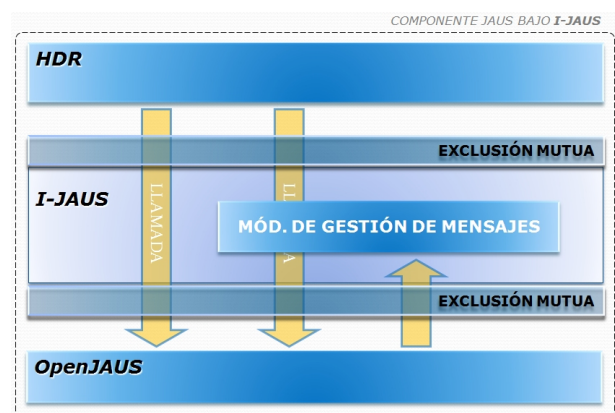 COMPONENTE JAUS BAJO I-JAUS
HDR
EXCLUSIÓN MUTUA
I-JAUS
LLAMADA
MÓD. DE GESTIÓN DE MENSAJES
EXCLUSIÓN MUTUA
OpenJAUS